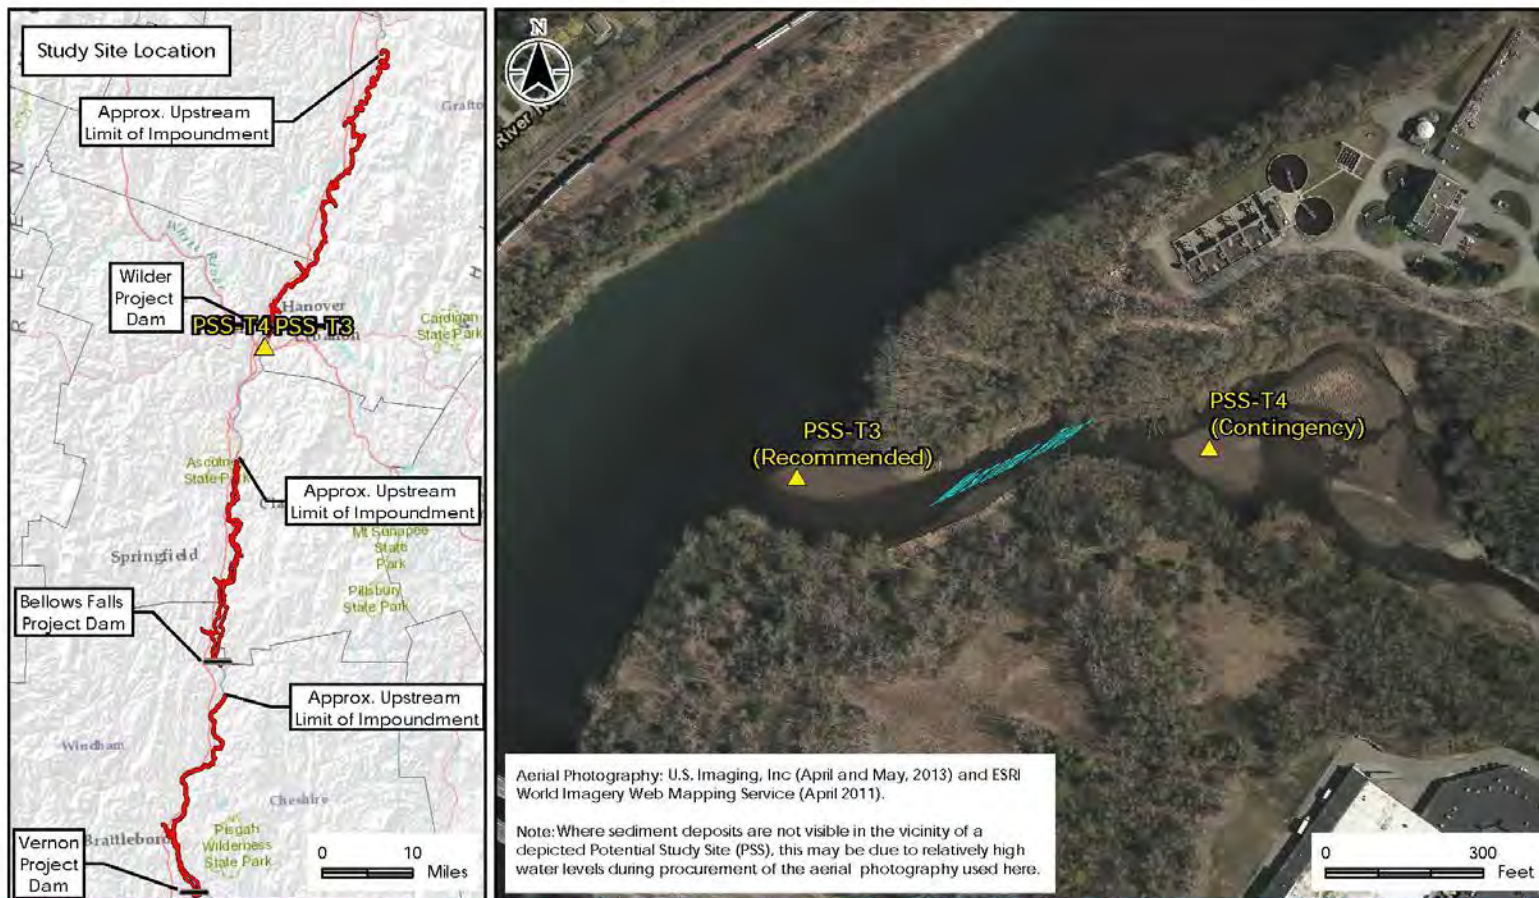 Study Site Location
Approx. Upstream
Limit of Impoundment
Grafto
Wilder
Project
Dam
Hanover
PSS-T4 PSS-T3
Cardigan
State Park
Ascutne
State Park
Approx. Upstream
Limit of Impoundment
Mt Sunapee
State
Park
Springfield
Pillsbury
State Park
Bellows Falls
Project Dam
Approx. Upstream
Limit of Impoundment
Windham
Cheshire
Brattleboro
Pisgah
Wilderness
State Park
Vernon
Project
Dam
0 10
Miles
N
River
PSS-T3
(Recommended)
PSS-T4
(Contingency)
Aerial Photography: U.S. Imaging, Inc (April and May, 2013) and ESRI
World Imagery Web Mapping Service (April 2011).
Note: Where sediment deposits are not visible in the vicinity of a
depicted Potential Study Site (PSS), this may be due to relatively high
water levels during procurement of the aerial photography used here.
0 300
Feet